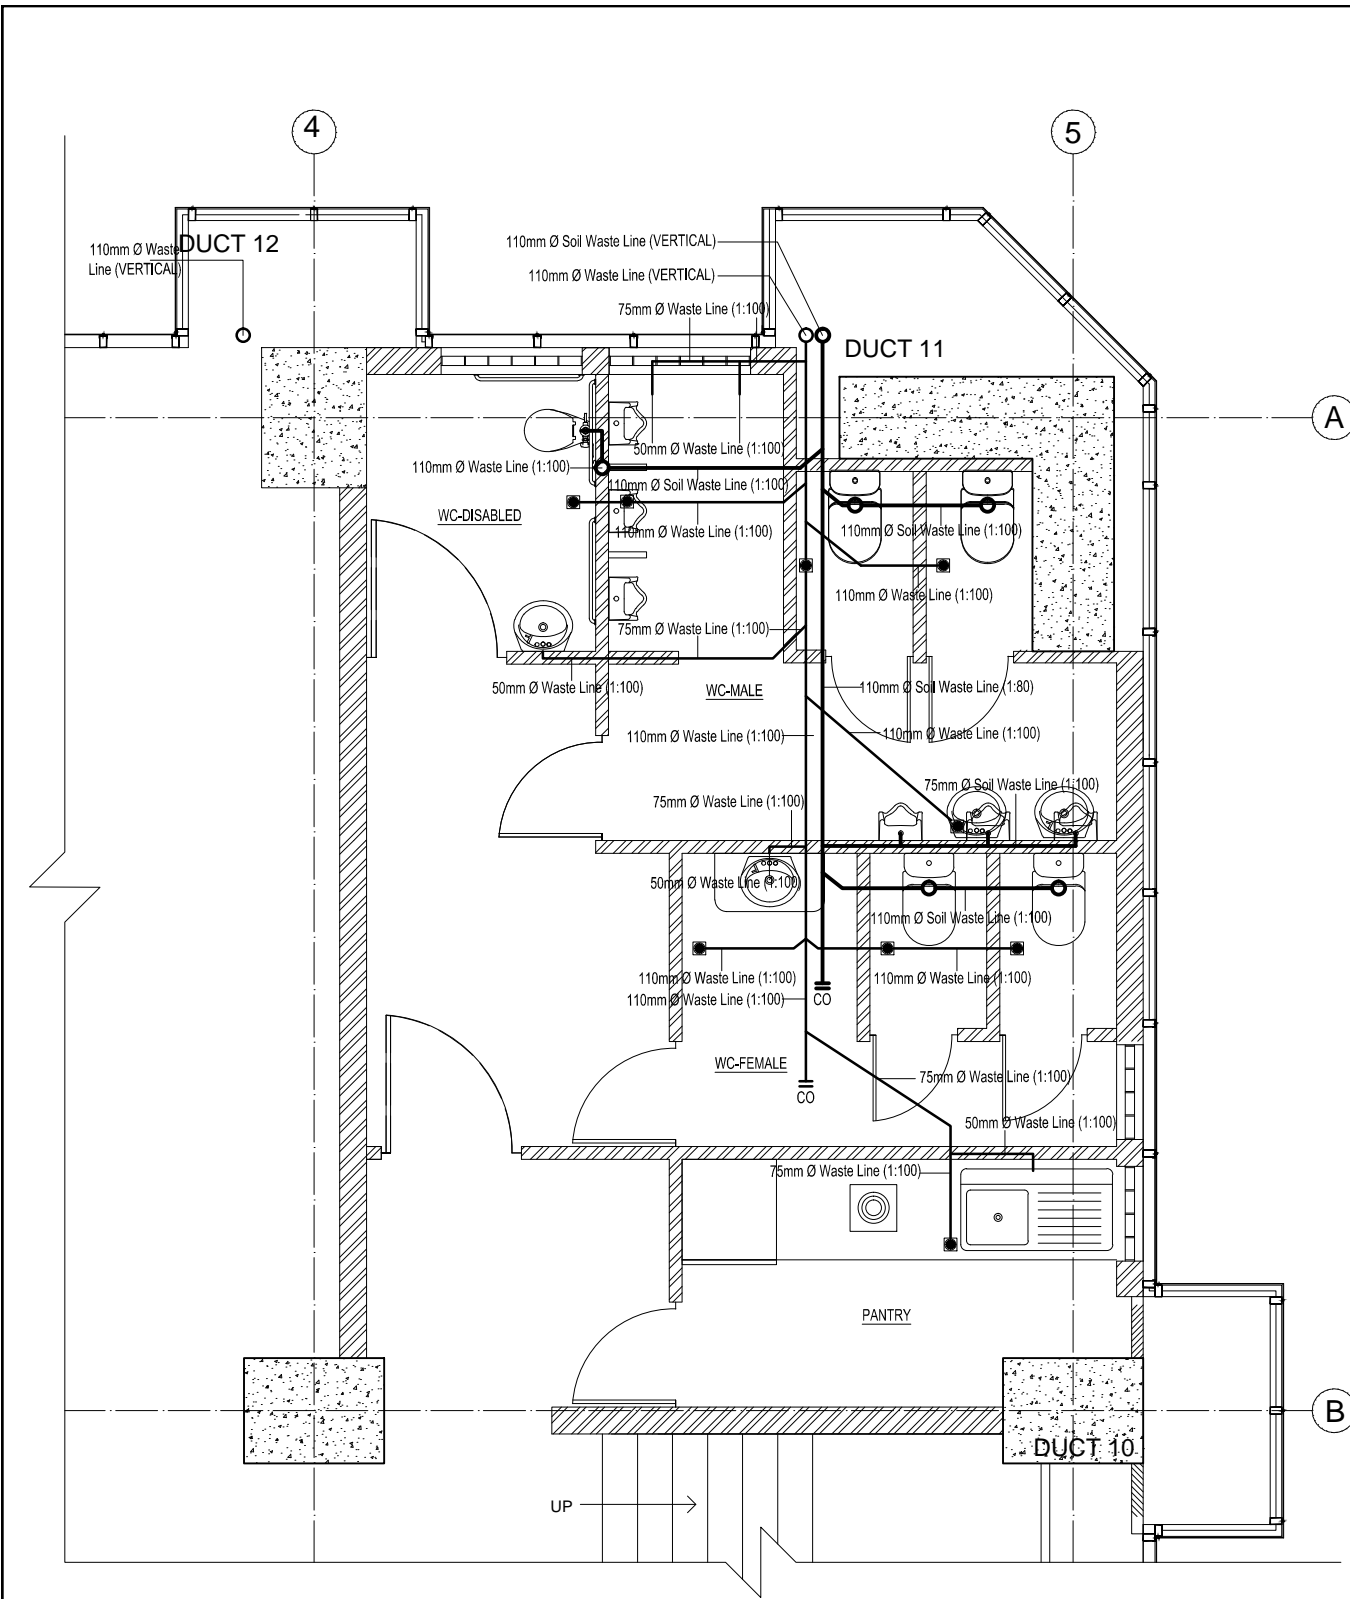 4
5
110mm Ø Waste
Line (VERTICAL)
DUCT 12
110mm Ø Soil Waste Line (VERTICAL)
110mm Ø Waste Line (VERTICAL)
75mm Ø Waste Line (1:100)
DUCT 11
A
50mm Ø Waste Line (1:100)
110mm Ø Waste Line (1:100)
110mm Ø Soil Waste Line (1:100)
WC-DISABLED
110mm Ø Waste Line (1:100)
110mm Ø Soil Waste Line (1:100)
110mm Ø Waste Line (1:100)
75mm Ø Waste Line (1:100)
50mm Ø Waste Line (1:100)
WC-MALE
110mm Ø Soil Waste Line (1:80)
110mm Ø Waste Line (1:100)
110mm Ø Waste Line (1:100)
75mm Ø Soil Waste Line (1:100)
75mm Ø Waste Line (1:100)
50mm Ø Waste Line (1:100)
110mm Ø Soil Waste Line (1:100)
110mm Ø Waste Line (1:100)
110mm Ø Waste Line (1:100)
110mm Ø Waste Line (1:100)
CO
WC-FEMALE
75mm Ø Waste Line (1:100)
CO
50mm Ø Waste Line (1:100)
75mm Ø Waste Line (1:100)
PANTRY
B
DUCT 10
UP